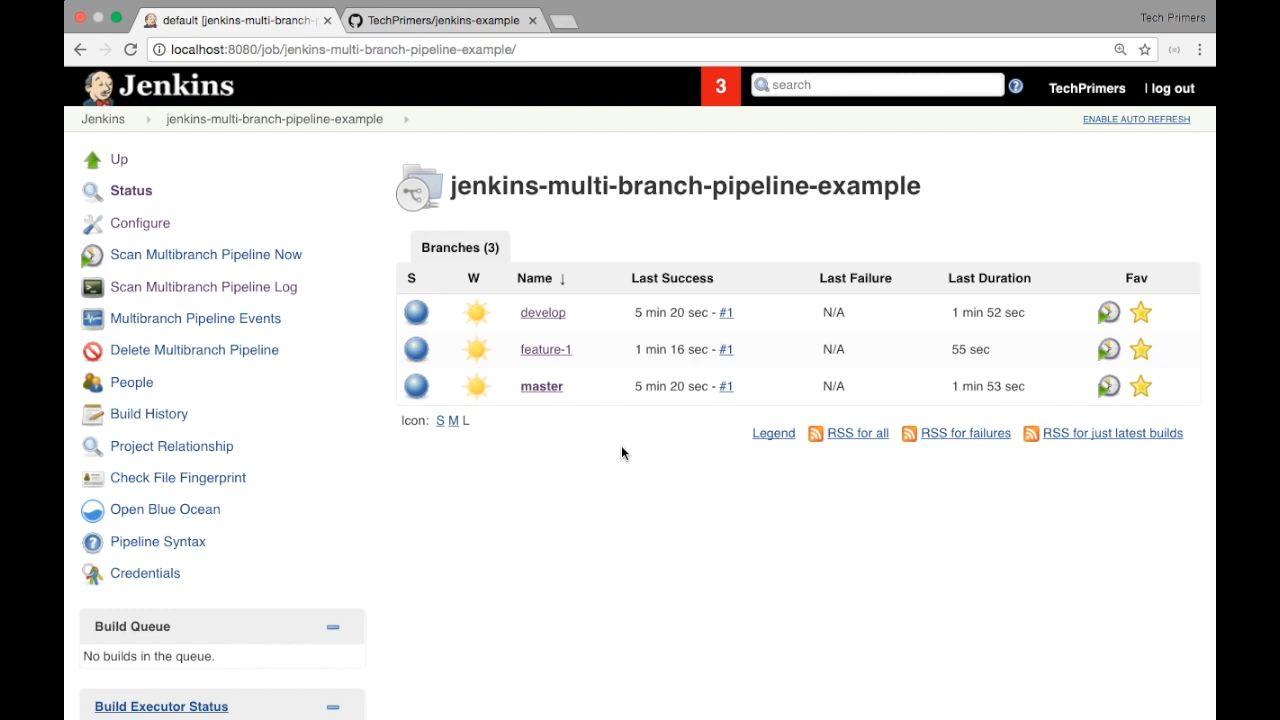 default [jenkins-multi-branch-p
TechPrimers/jenkins-example
Tech Primers
localhost:8080/job/jenkins-multi-branch-pipeline-example/
Jenkins
3
search
TechPrimers
| log out
Jenkins
jenkins-multi-branch-pipeline-example
ENABLE AUTO REFRESH
Up
Status
Configure
Scan Multibranch Pipeline Now
Scan Multibranch Pipeline Log
Multibranch Pipeline Events
Delete Multibranch Pipeline
People
Build History
Project Relationship
Check File Fingerprint
Open Blue Ocean
Pipeline Syntax
Credentials
Build Queue
No builds in the queue.
Build Executor Status
jenkins-multi-branch-pipeline-example
Branches (3)
S W Name ↓ Last Success Last Failure Last Duration Fav
develop 5 min 20 sec - #1 N/A 1 min 52 sec
feature-1 1 min 16 sec - #1 N/A 55 sec
master 5 min 20 sec - #1 N/A 1 min 53 sec
Icon: S M L
Legend RSS for all RSS for failures RSS for just latest builds